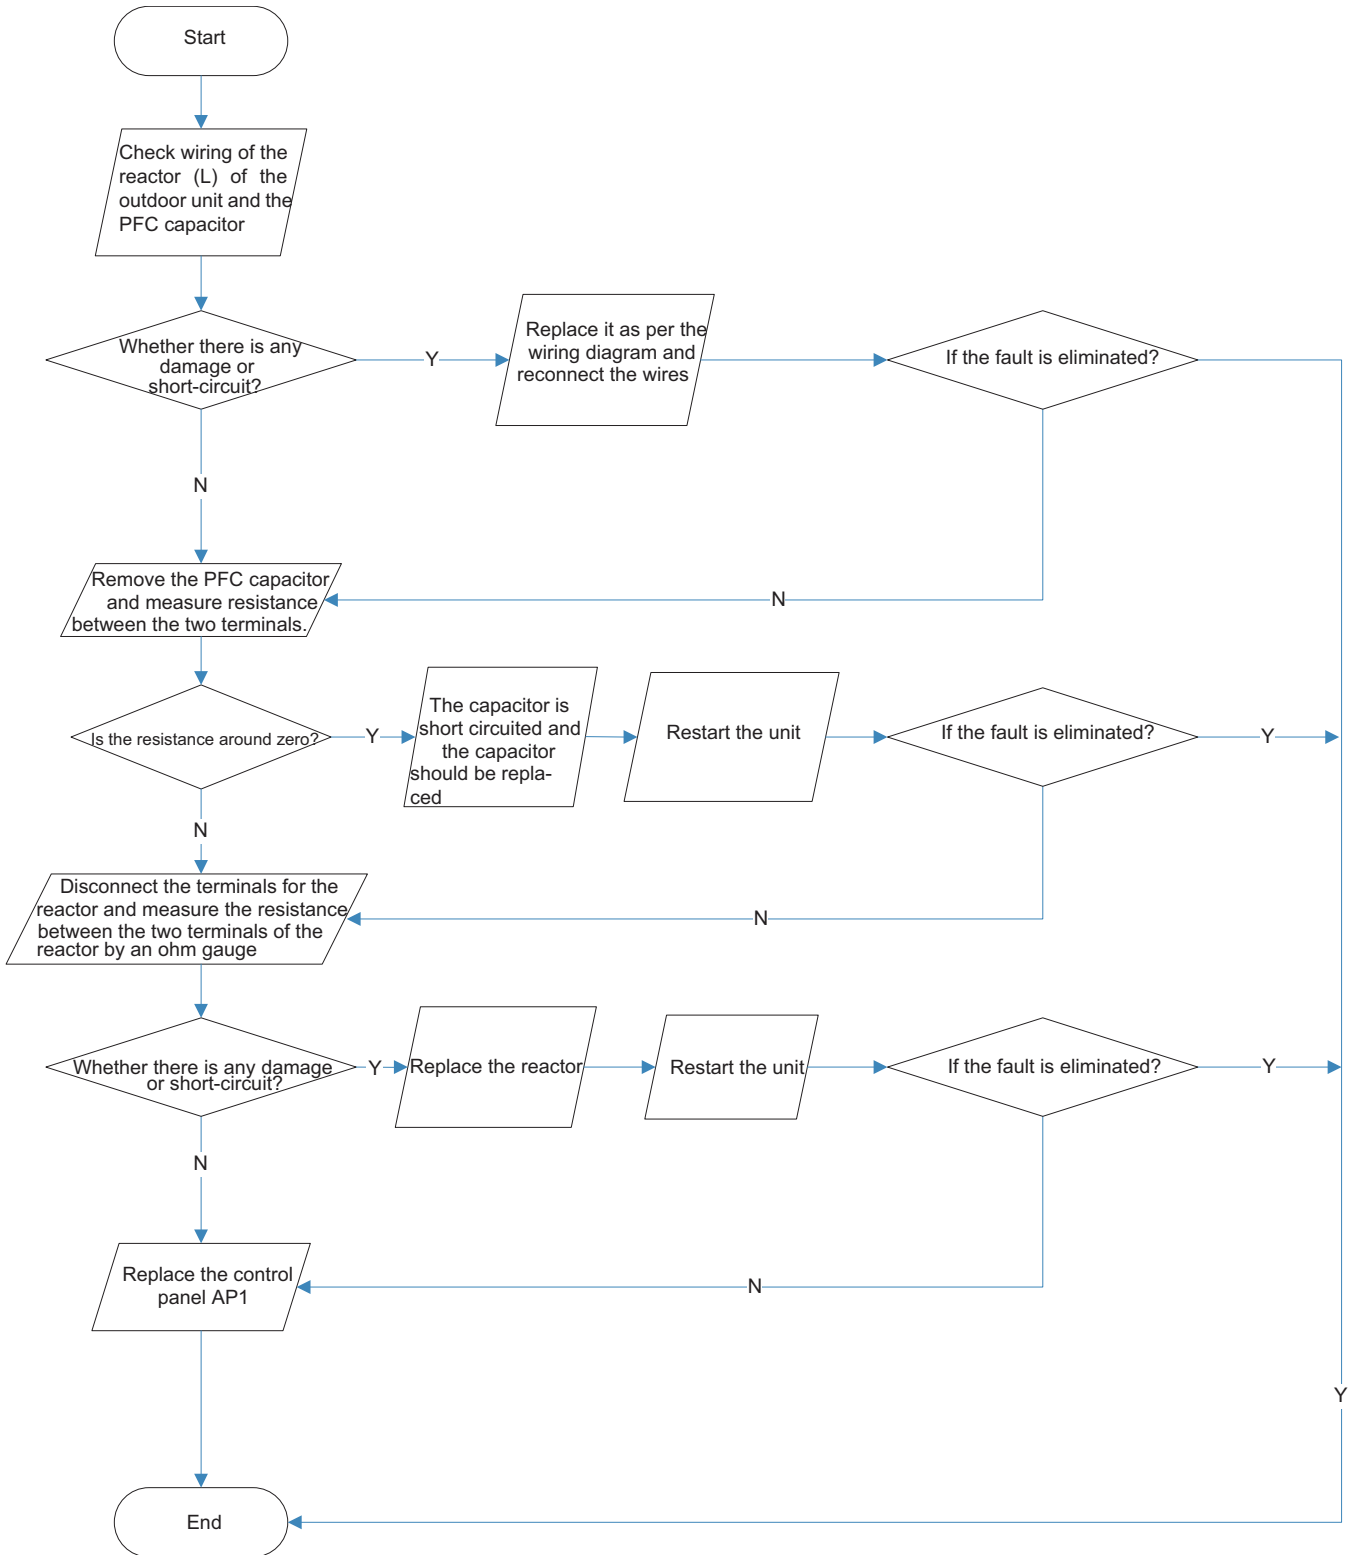 Start
Check wiring of the
reactor (L) of the
outdoor unit and the
PFC capacitor
Whether there is any
damage or
short-circuit?
Y
Replace it as per the
wiring diagram and
reconnect the wires
If the fault is eliminated?
N
Remove the PFC capacitor
and measure resistance
between the two terminals.
N
Is the resistance around zero?
Y
The capacitor is
short circuited and
the capacitor
should be repla-
ced
Restart the unit
If the fault is eliminated?
Y
N
Disconnect the terminals for the
reactor and measure the resistance
between the two terminals of the
reactor by an ohm gauge
N
Whether there is any damage
or short-circuit?
Y
Replace the reactor
Restart the unit
If the fault is eliminated?
Y
N
Replace the control
panel AP1
N
Y
End